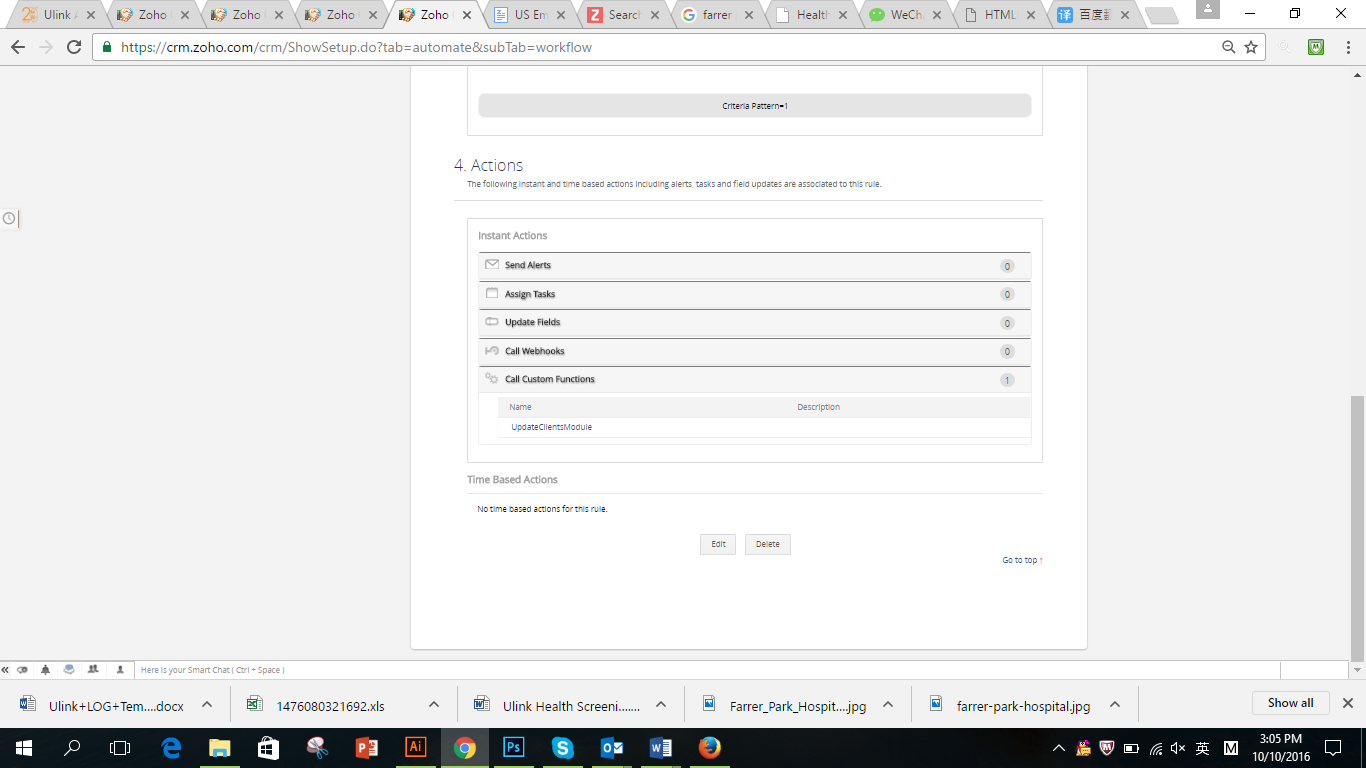 Ulink A
Zoho
Zoho
Zoho
Zoho
US Em
Search
farrer
Health
WeCh
HTML
百度
https://crm.zoho.com/crm/ShowSetup.do?tab=automate&subTab=workflow
Criteria Pattern=1
4. Actions
The following instant and time based actions including alerts, tasks and field updates are associated to this rule.
Instant Actions
Send Alerts 0
Assign Tasks 0
Update Fields 0
Call Webhooks 0
Call Custom Functions 1
Name Description
UpdateClientsModule
Time Based Actions
No time based actions for this rule.
Edit Delete
Go to top ↑
Here is your Smart Chat ( Ctrl + Space )
Ulink+LOG+Tem....docx
1476080321692.xls
Ulink Health Screeni.......
Farrer_Park_Hospit....jpg
farrer-park-hospital.jpg
Show all
英
M
3:05 PM
10/10/2016